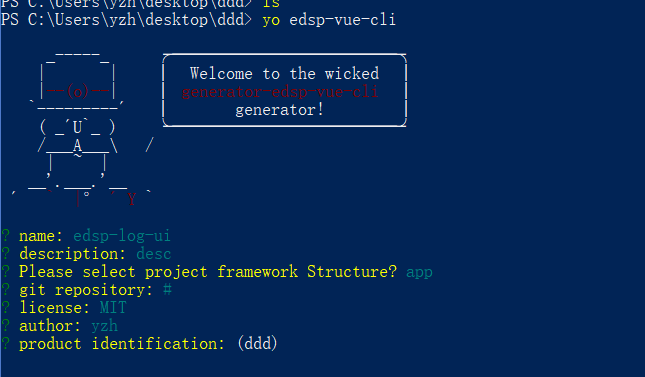 PS C:\Users\yzh\desktop\ddd> ls
PS C:\Users\yzh\desktop\ddd> yo edsp-vue-cli
Welcome to the wicked
generator-edsp-vue-cli
generator!
? name: edsp-log-ui
? description: desc
? Please select project framework Structure? app
? git repository: #
? license: MIT
? author: yzh
? product identification: (ddd)